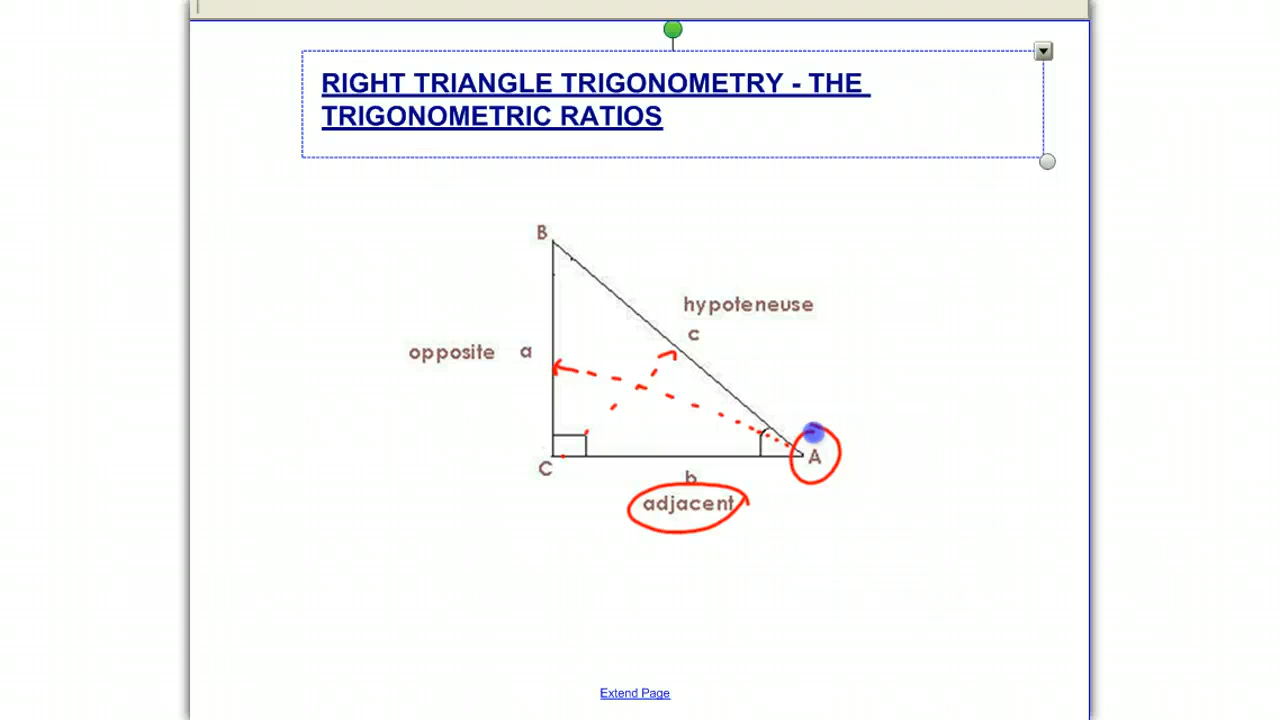 RIGHT TRIANGLE TRIGONOMETRY - THE
TRIGONOMETRIC RATIOS
B
hypoteneuse
c
opposite a
A
C
b
adjacent
Extend Page